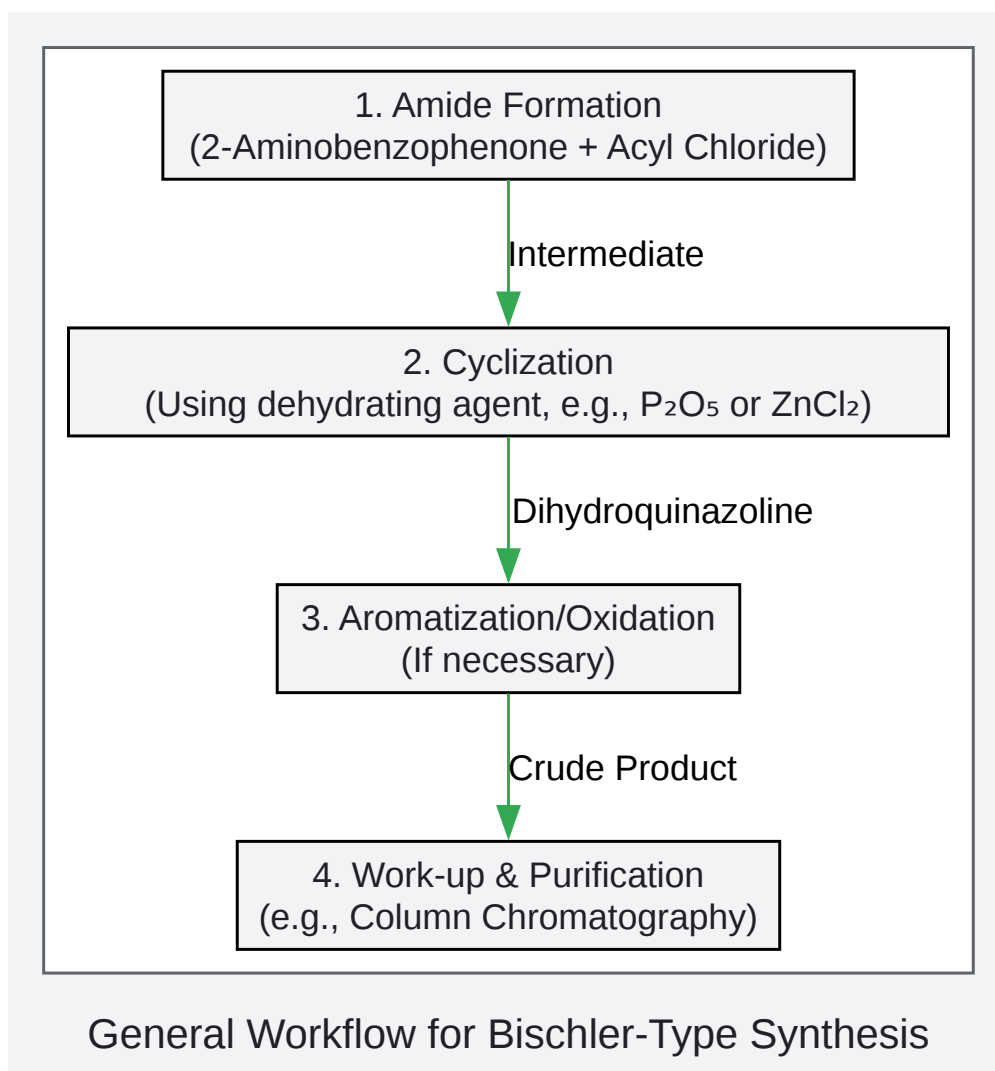 1. Amide Formation
(2-Aminobenzophenone + Acyl Chloride)
Intermediate
2. Cyclization
(Using dehydrating agent, e.g., P₂O₅ or ZnCl₂)
Dihydroquinazoline
3. Aromatization/Oxidation
(If necessary)
Crude Product
4. Work-up & Purification
(e.g., Column Chromatography)
General Workflow for Bischler-Type Synthesis